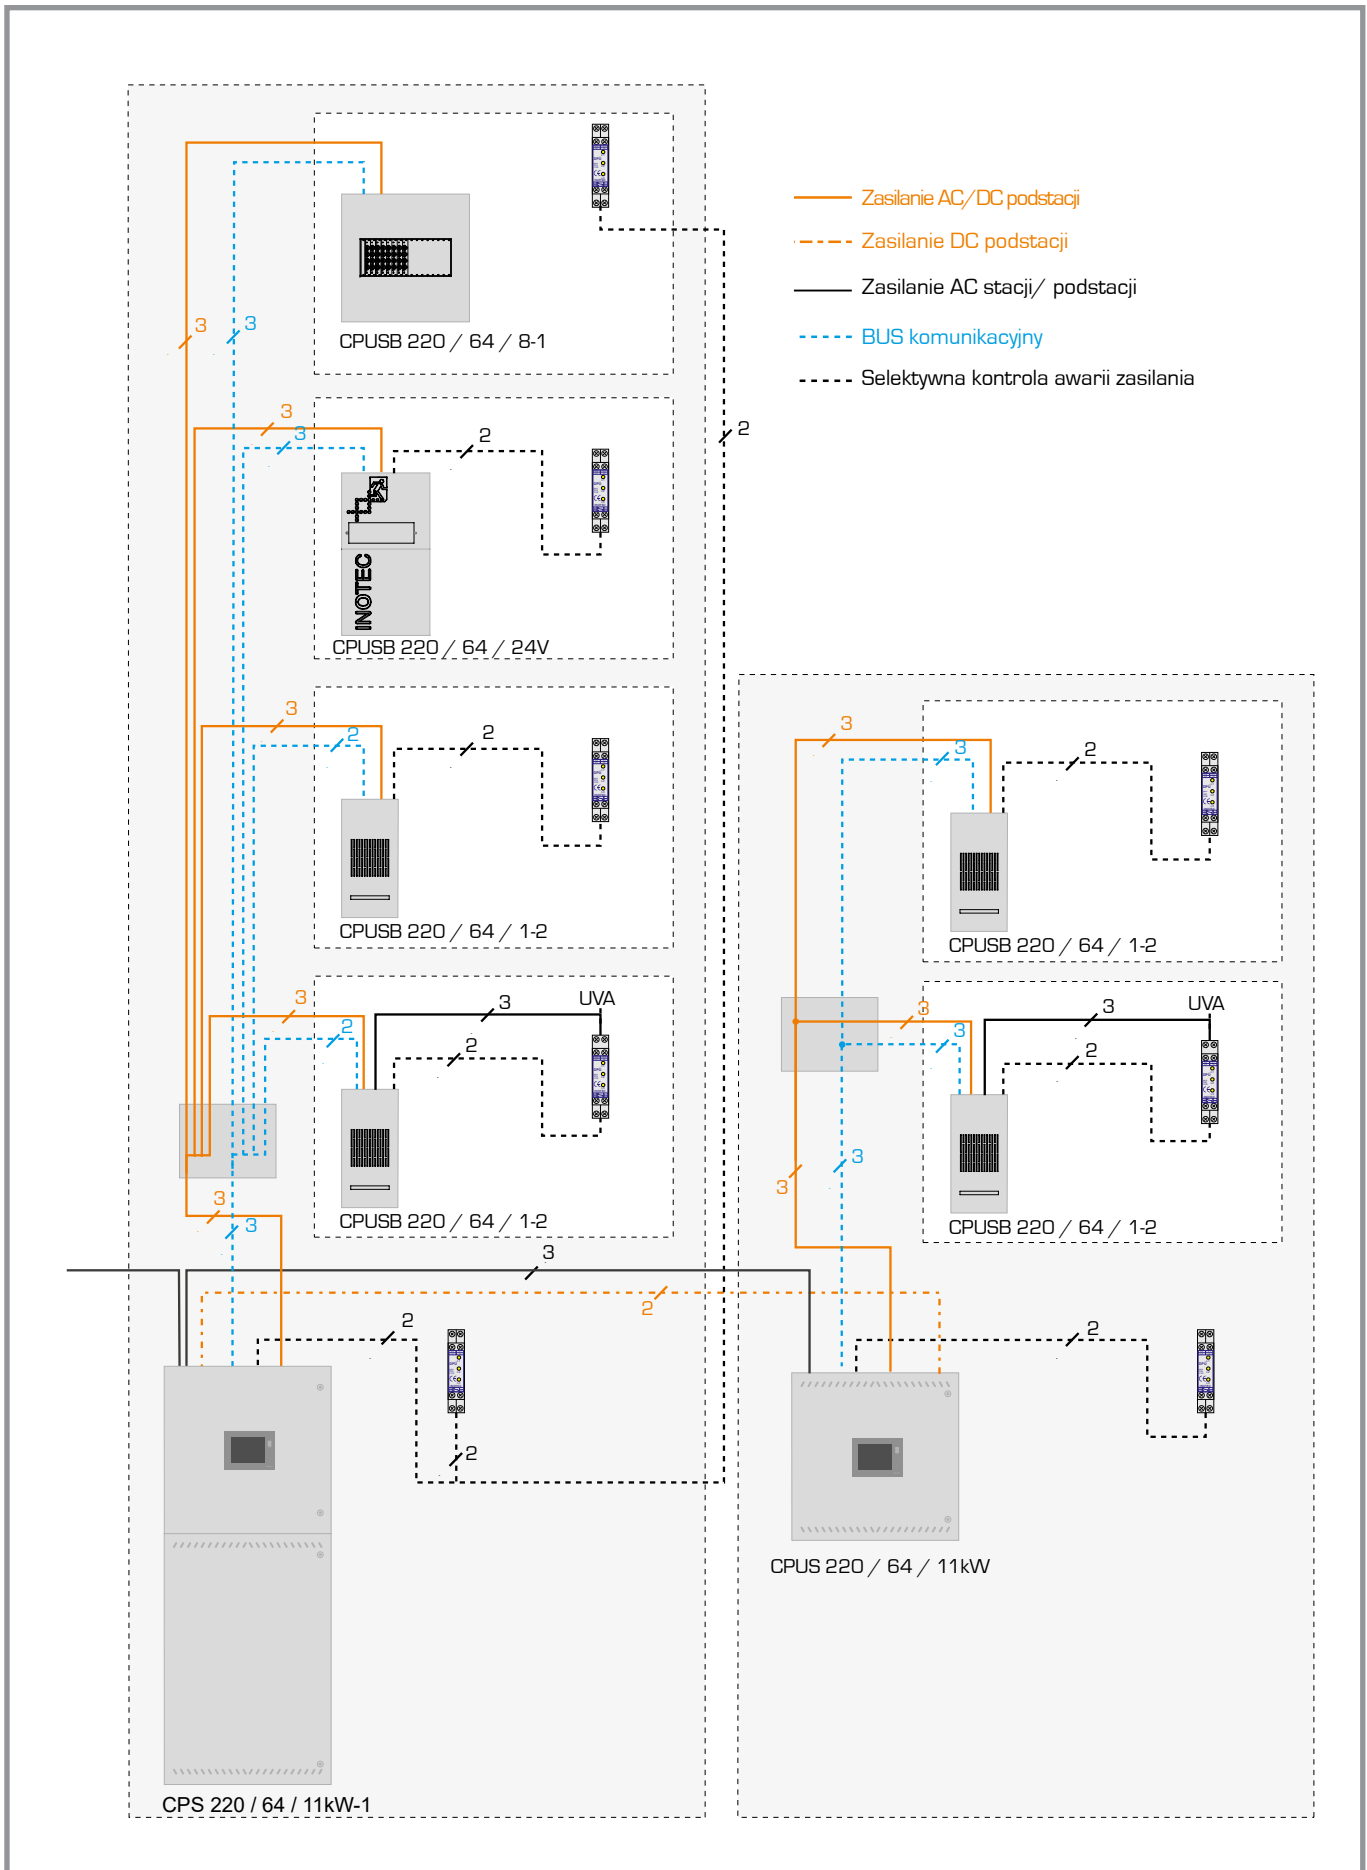 Zasilanie AC/DC podstacji
Zasilanie DC podstacji
Zasilanie AC stacji/ podstacji
BUS komunikacyjny
Selektywna kontrola awarii zasilania
3
3
CPUSB 220 / 64 / 8-1
3
3
2
2
INOTEC
CPUSB 220 / 64 / 24V
3
2
2
CPUSB 220 / 64 / 1-2
3
3
2
CPUSB 220 / 64 / 1-2
3
2
3
2
UVA
CPUSB 220 / 64 / 1-2
3
3
3
2
UVA
3
3
CPUSB 220 / 64 / 1-2
3
3
3
2
2
2
CPS 220 / 64 / 11kW-1
2
CPUS 220 / 64 / 11kW